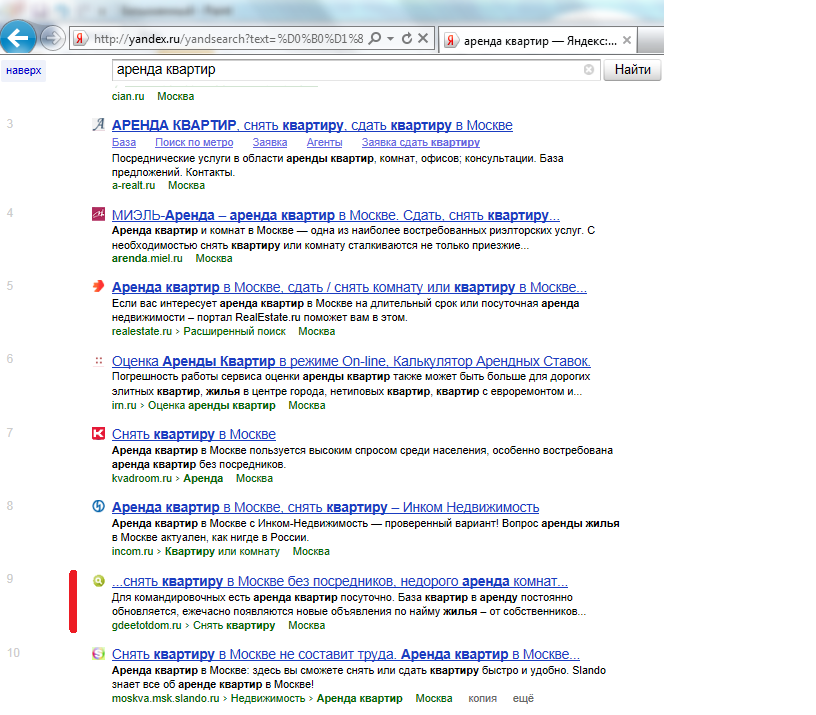 http://yandex.ru/yandsearch?text=%D0%B0%D1%8
аренда квартир — Яндекс:...
наверх
аренда квартир
Найти
cian.ru Москва
3
АРЕНДА КВАРТИР, снять квартиру, сдать квартиру в Москве
База Поиск по метро Заявка Агенты Заявка сдать квартиру
Посреднические услуги в области аренды квартир, комнат, офисов; консультации. База
предложений. Контакты.
a-realt.ru Москва
4
МИЭЛЬ-Аренда – аренда квартир в Москве. Сдать, снять квартиру...
Аренда квартир и комнат в Москве — одна из наиболее востребованных риэлторских услуг. С
необходимостью снять квартиру или комнату сталкиваются не только приезжие...
arenda.miel.ru Москва
5
Аренда квартир в Москве, сдать / снять комнату или квартиру в Москве...
Если вас интересует аренда квартир в Москве на длительный срок или посуточная аренда
недвижимости – портал RealEstate.ru поможет вам в этом.
realestate.ru › Расширенный поиск Москва
6
Оценка Аренды Квартир в режиме On-line, Калькулятор Арендных Ставок.
Погрешность работы сервиса оценки аренды квартир также может быть больше для дорогих
элитных квартир, жилья в центре города, нетиповых квартир, квартир с евроремонтом и...
irn.ru › Оценка аренды квартир Москва
7
Снять квартиру в Москве
Аренда квартир в Москве пользуется высоким спросом среди населения, особенно востребована
аренда квартир без посредников.
kvadroom.ru › Аренда Москва
8
Аренда квартир в Москве, снять квартиру – Инком Недвижимость
Аренда квартир в Москве с Инком-Недвижимость — проверенный вариант! Вопрос аренды жилья
в Москве актуален, как нигде в России.
incom.ru › Квартиру или комнату Москва
9
...снять квартиру в Москве без посредников, недорого аренда комнат...
Для командировочных есть аренда квартир посуточно. База квартир в аренду постоянно
обновляется, ежечасно появляются новые объявления по найму жилья – от собственников...
gdeetotdom.ru › Снять квартиру Москва
10
Снять квартиру в Москве не составит труда. Аренда квартир в Москве...
Аренда квартир в Москве: здесь вы сможете снять или сдать квартиру быстро и удобно. Slando
знает все об аренде квартир в Москве!
moskva.msk.slando.ru › Недвижимость › Аренда квартир Москва копия ещё